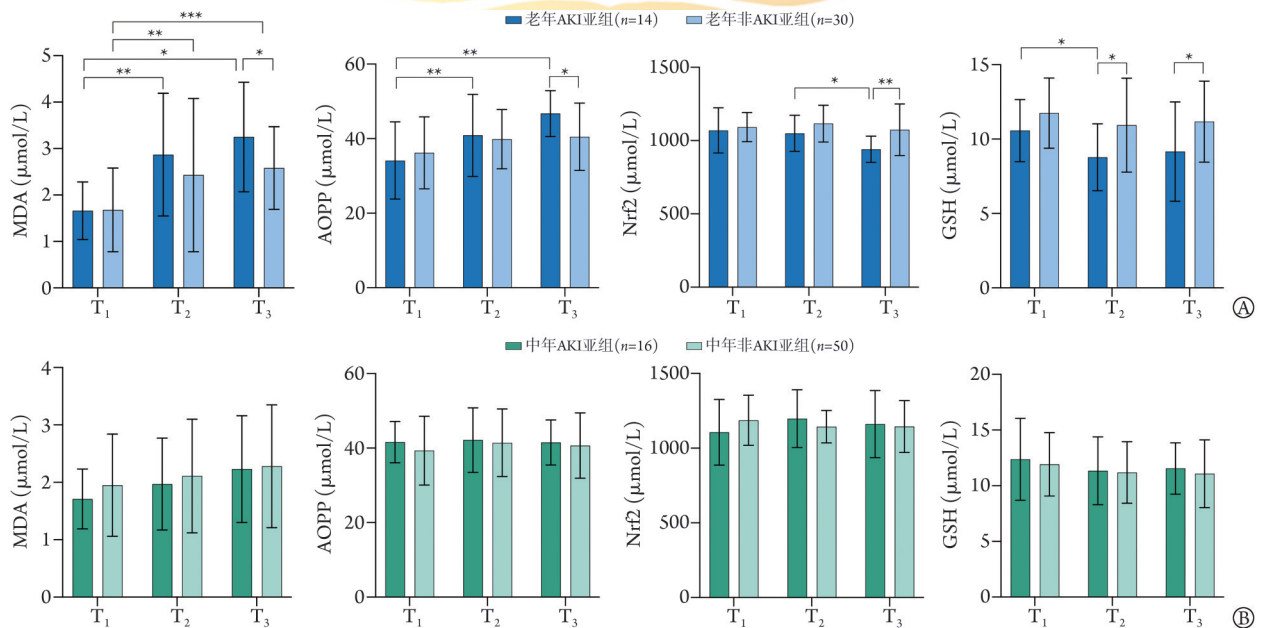 老年AKI亚组(n=14) 老年非AKI亚组(n=30)
MDA (μmol/L)
5
4
3
2
1
0
** * ** *** *
T1 T2 T3
AOPP (μmol/L)
60
40
20
0
** ** *
T1 T2 T3
Nrf2 (μmol/L)
1500
1000
500
0
* **
T1 T2 T3
GSH (μmol/L)
15
10
5
0
* * *
T1 T2 T3
A
中年AKI亚组(n=16) 中年非AKI亚组(n=50)
MDA (μmol/L)
4
3
2
1
0
T1 T2 T3
AOPP (μmol/L)
60
40
20
0
T1 T2 T3
Nrf2 (μmol/L)
1500
1000
500
0
T1 T2 T3
GSH (μmol/L)
20
15
10
5
0
T1 T2 T3
B